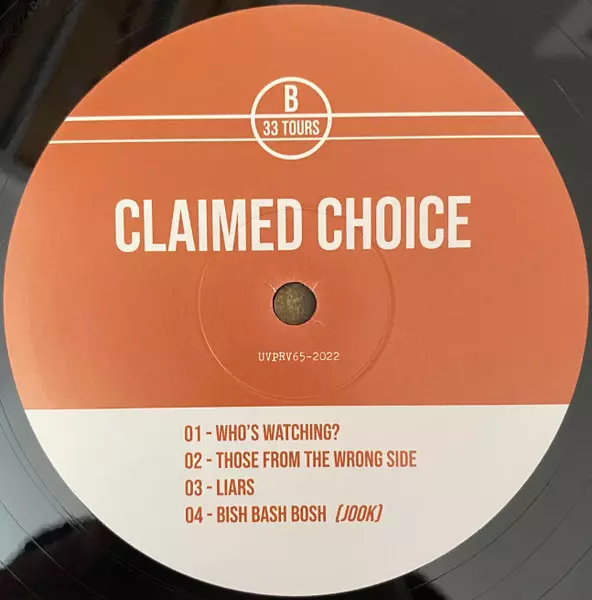 B
33 TOURS
CLAIMED CHOICE
UVPRV65-2022
01 - WHO'S WATCHING?
02 - THOSE FROM THE WRONG SIDE
03 - LIARS
04 - BISH BASH BOSH (JOOK)